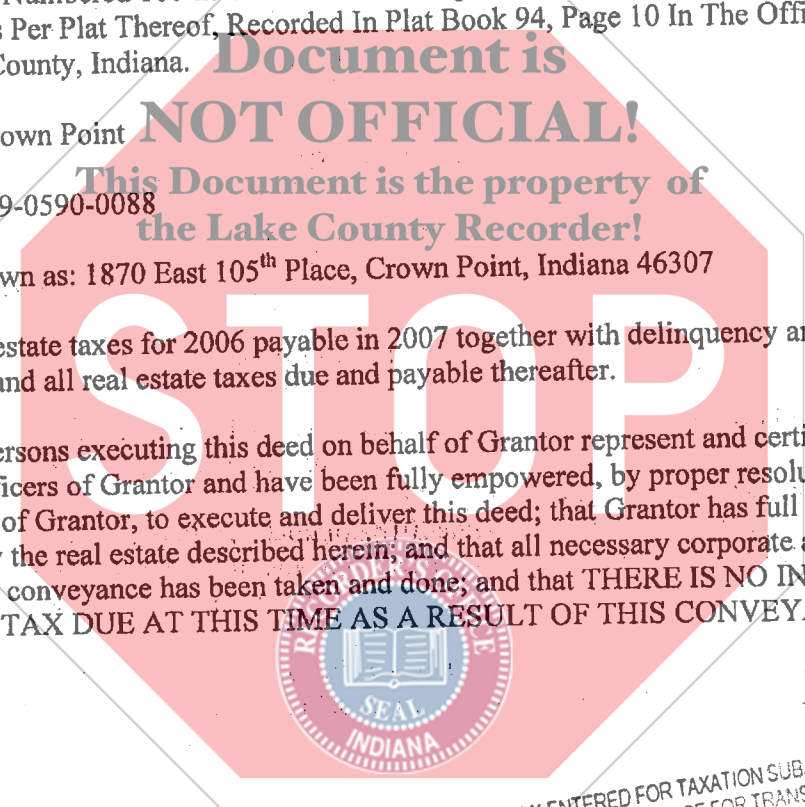 s Per Plat Thereof, Recorded In Plat Book 94, Page 10 In The Offi
County, Indiana.
Document is
own Point
NOT OFFICIAL!
This Document is the property of
9-0590-0088
the Lake County Recorder!
wn as: 1870 East 105th Place, Crown Point, Indiana 46307
STOP
estate taxes for 2006 payable in 2007 together with delinquency a
and all real estate taxes due and payable thereafter.
ersons executing this deed on behalf of Grantor represent and certi
ficers of Grantor and have been fully empowered, by proper resolu
of Grantor, to execute and deliver this deed; that Grantor has full
the real estate described herein; and that all necessary corporate
conveyance has been taken and done; and that THERE IS NO IN
TAX DUE AT THIS TIME AS A RESULT OF THIS CONVEY
RECORDER'S OFFICE
SEAL
INDIANA
ENTERED FOR TAXATION SUB
FOR TRANS